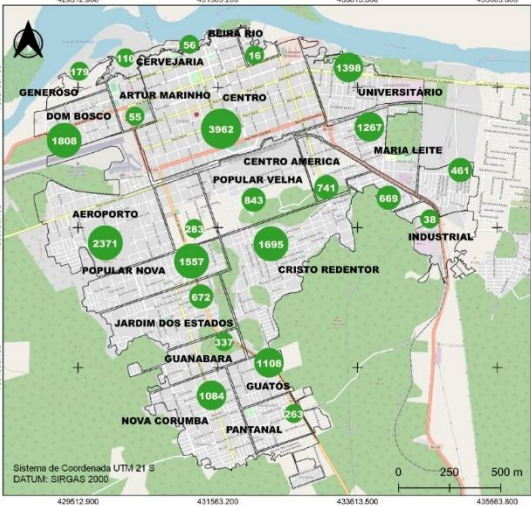 56
BEIRA RIO
110
16
CERVEJARIA
179
1398
GENEROSO
ARTUR MARINHO
CENTRO
UNIVERSITARIO
DOM BOSCO
55
3962
1267
1808
MARIA LEITE
CENTRO AMERICA
461
POPULAR VELHA
741
843
669
AEROPORTO
38
283
INDUSTRIAL
2371
1695
1557
POPULAR NOVA
CRISTO REDENTOR
672
JARDIM DOS ESTADOS
337
GUANABARA
1108
GUATÓS
1084
263
NOVA CORUMBA
PANTANAL
Sistema de Coordenada UTM 21 S
DATUM: SIRGAS 2000
0 250 500 m
429512.900 431563.200 433613.500 435663.800